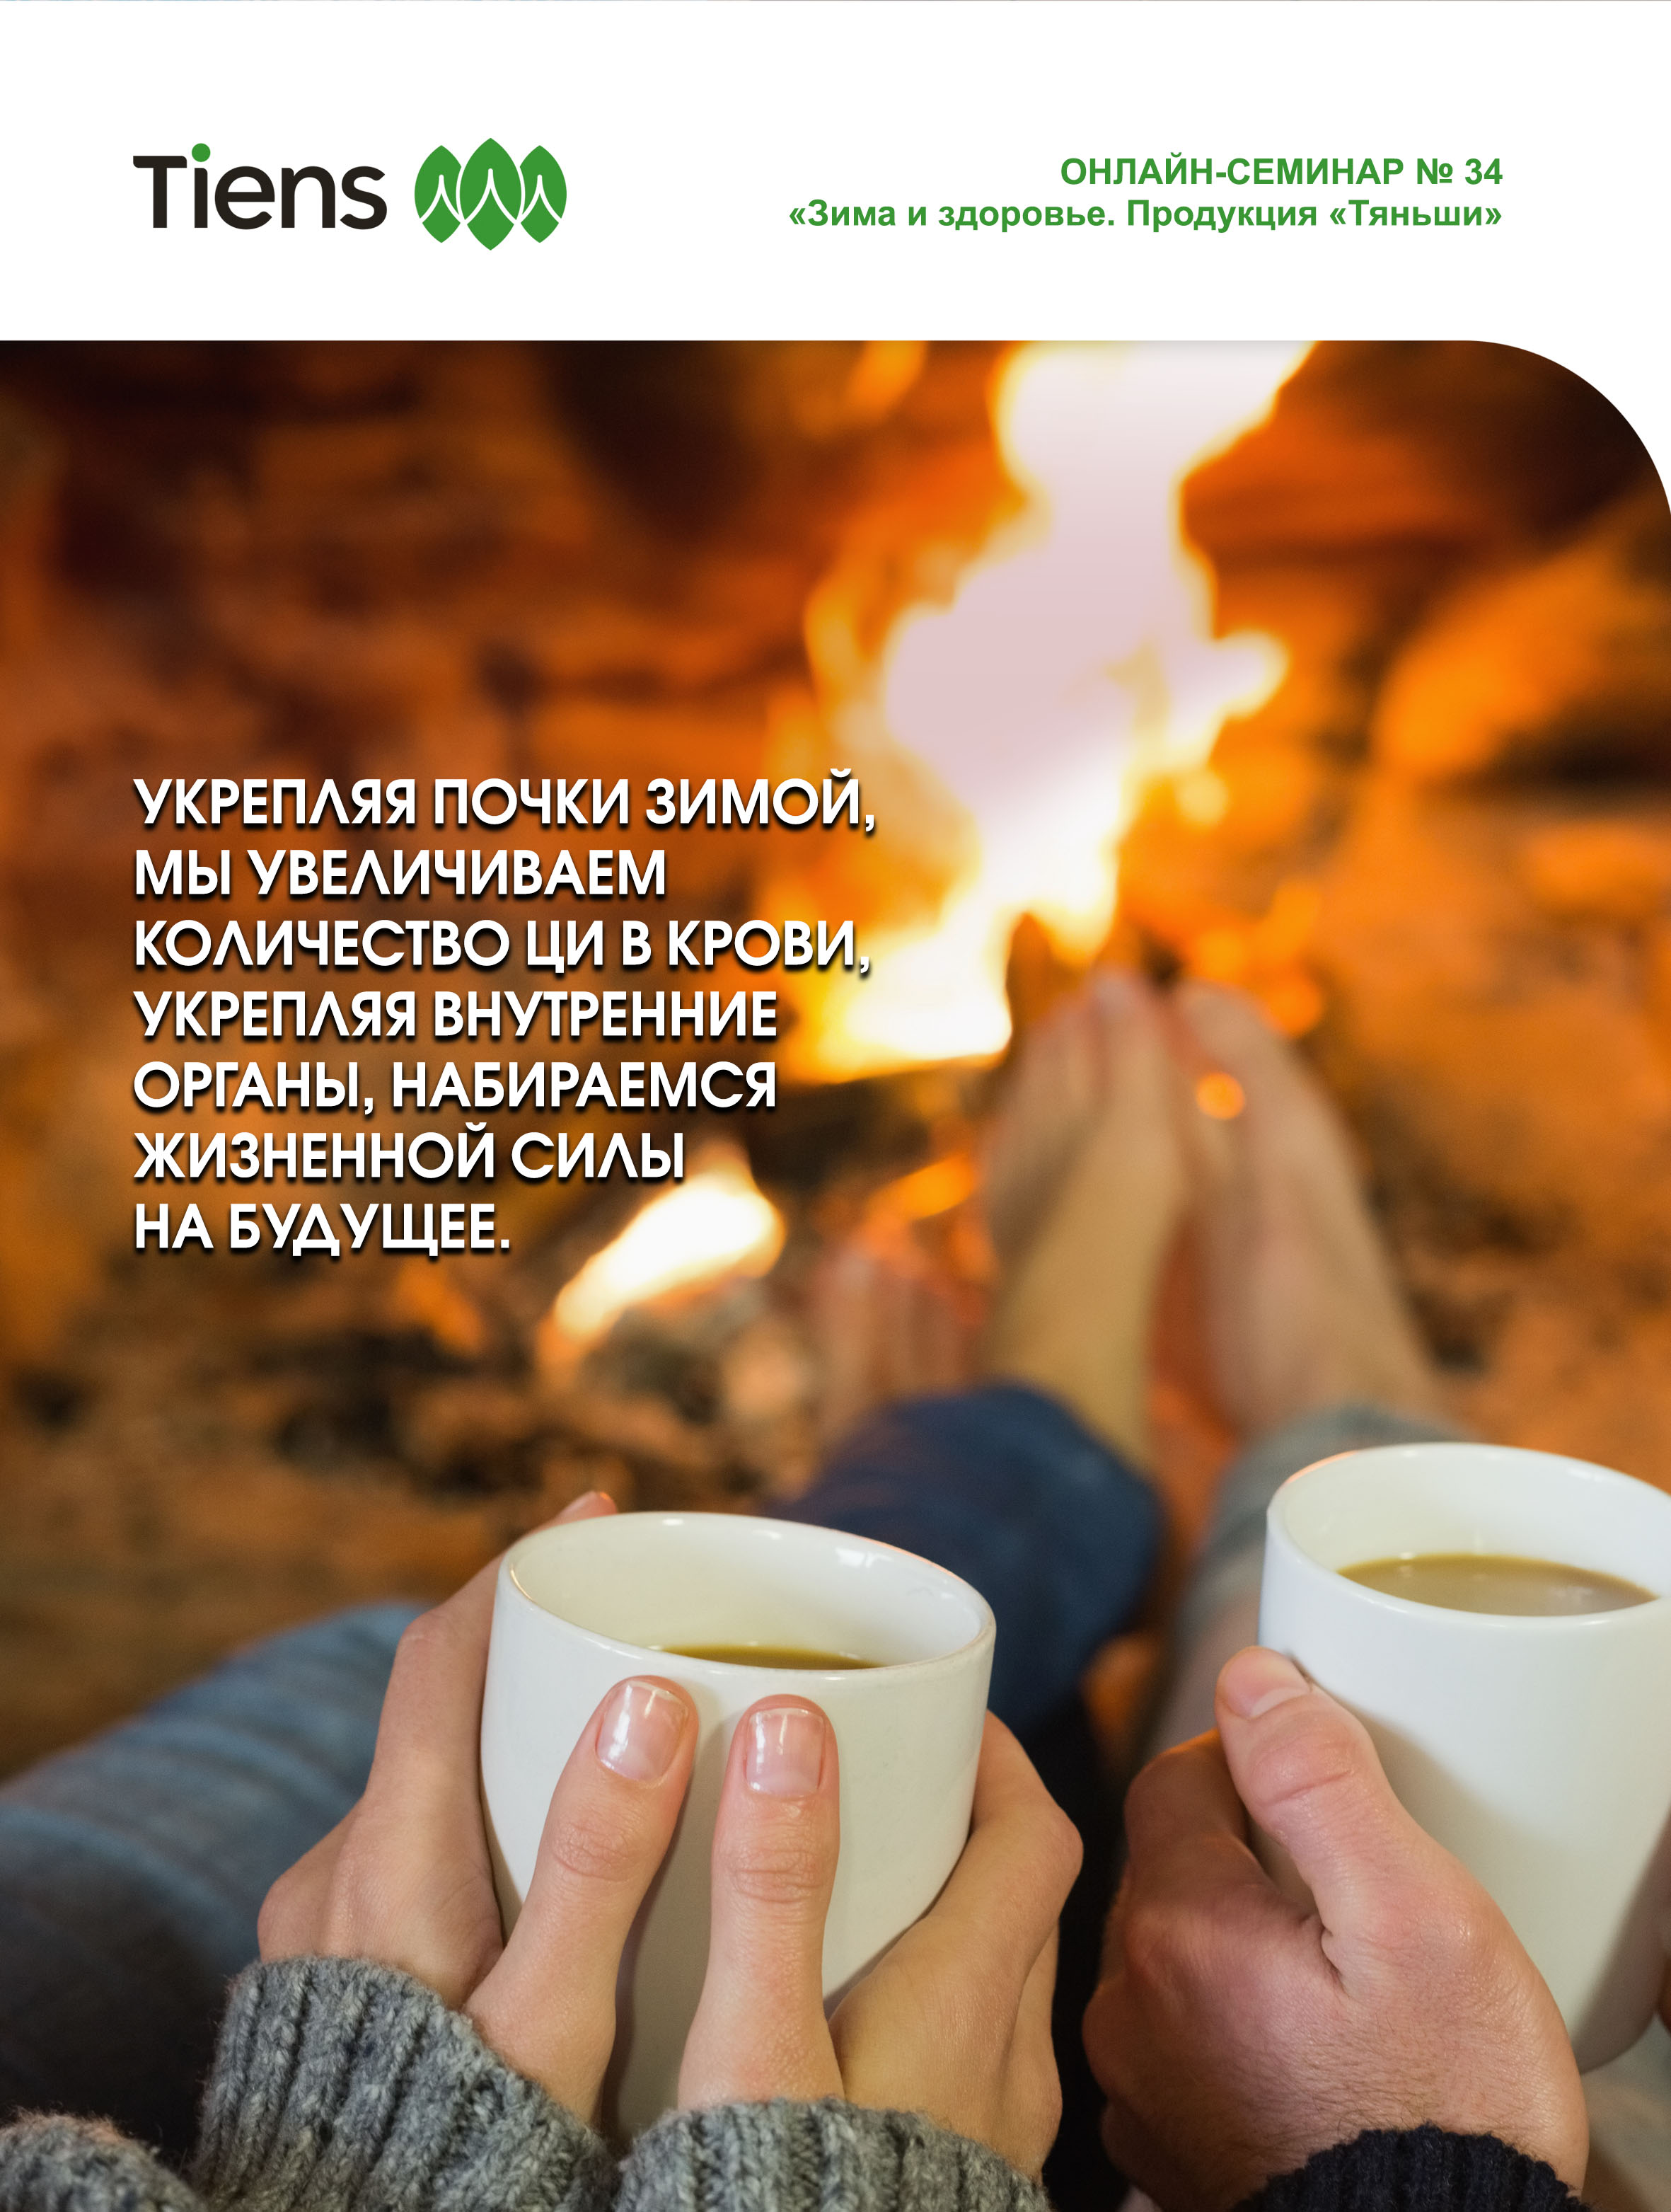 Tiens
ОНЛАЙН-СЕМИНАР № 34
«Зима и здоровье. Продукция «Тяньши»
УКРЕПЛЯЯ ПОЧКИ ЗИМОЙ,
МЫ УВЕЛИЧИВАЕМ
КОЛИЧЕСТВО ЦИ В КРОВИ,
УКРЕПЛЯЯ ВНУТРЕННИЕ
ОРГАНЫ, НАБИРАЕМСЯ
ЖИЗНЕННОЙ СИЛЫ
НА БУДУЩЕЕ.